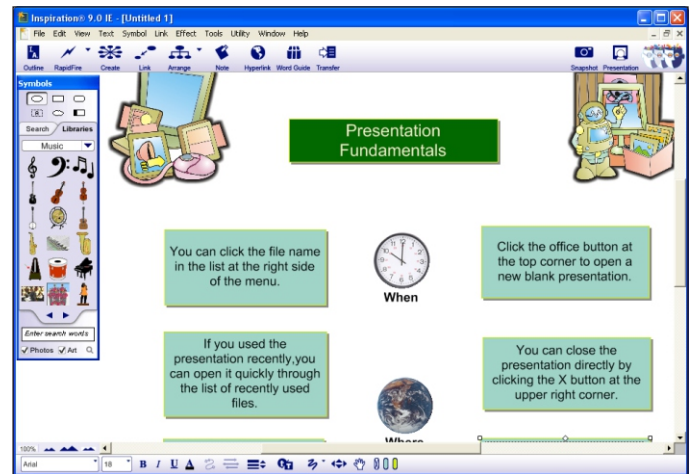 Inspiration® 9.0 IE - [Untitled 1]
File Edit View Text Symbol Link Effect Tools Utility Window Help
Outline RapidFire Create Link Arrange Note Hyperlink Word Guide Transfer Snapshot Presentation
Symbols
Search Libraries
Music
Enter search words
Photos Art
Presentation
Fundamentals
You can click the file name
in the list at the right side
of the menu.
When
Click the office button at
the top corner to open a
new blank presentation.
If you used the
presentation recently,you
can open it quickly through
the list of recently used
files.
Where
You can close the
presentation directly by
clicking the X button at the
upper right corner.
100%
Arial 18 B I U A